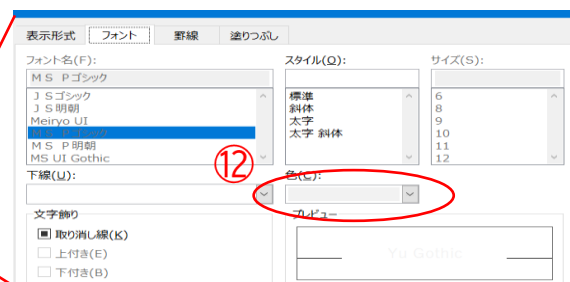 表示形式 フォント 罫線 塗りつぶし
フォント名(F): スタイル(O): サイズ(S):
ＭＳ Ｐゴシック
ＪＳゴシック 標準 6
ＪＳ明朝 斜体 8
Meiryo UI 太字 9
ＭＳ Ｐゴシック 太字 斜体 10
ＭＳ Ｐ明朝 11
MS UI Gothic 12
⑫
下線(U): 色(C):
文字飾り プレビュー
取り消し線(K)
上付き(E) Yu Gothic
下付き(B)